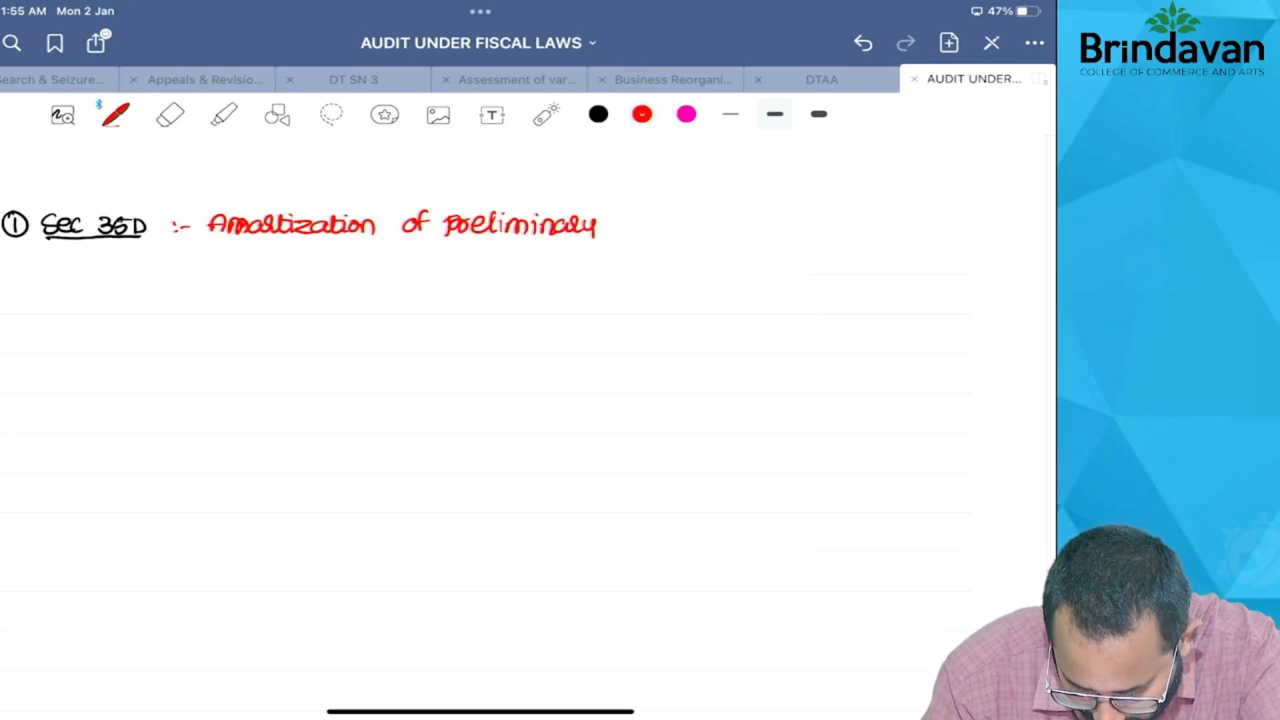 1:55 AM Mon 2 Jan
47%
AUDIT UNDER FISCAL LAWS
earch & Seizure...
Appeals & Revisio...
DT SN 3
Assessment of var...
Business Reorgani...
DTAA
AUDIT UNDER...
① Sec 35D :- Amortization of preliminary
Brindavan
COLLEGE OF COMMERCE AND ARTS